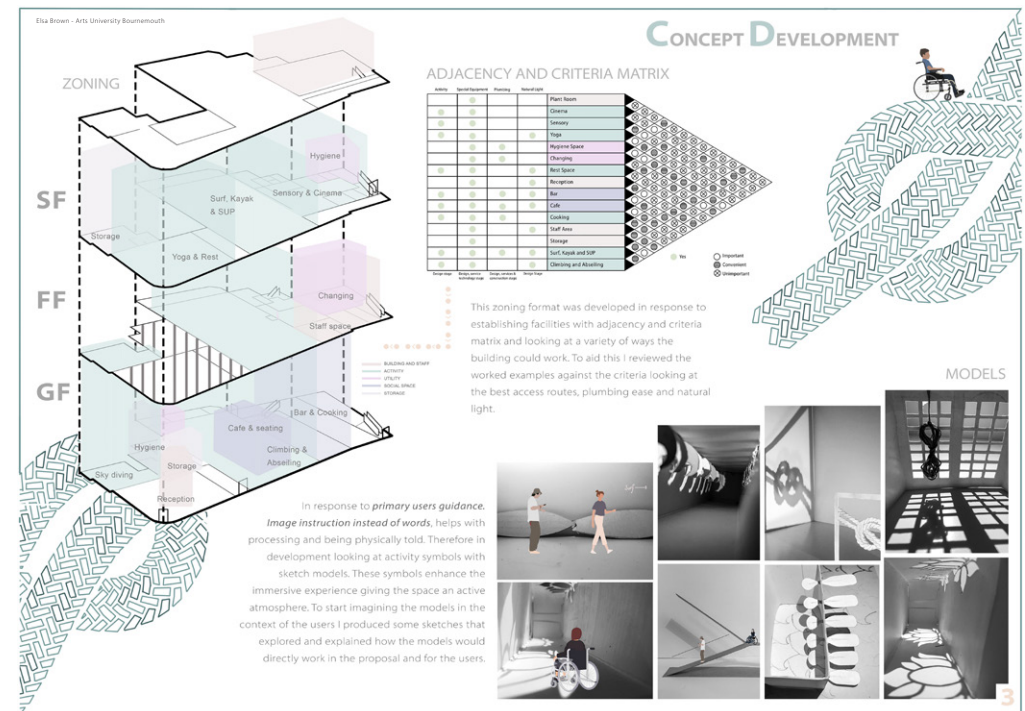 Elsa Brown - Arts University Bournemouth
CONCEPT DEVELOPMENT
ZONING
SF
FF
GF
Hygiene
Sensory & Cinema
Surf, Kayak
& SUP
Storage
Yoga & Rest
Changing
Staff space
Bar & Cooking
Cafe & seating
Hygiene
Climbing &
Abseiling
Storage
Sky diving
Reception
BUILDING AND STAFF
ACTIVITY
UTILITY
SOCIAL SPACE
STORAGE
ADJACENCY AND CRITERIA MATRIX
Activity
Special Equipment
Plumbing
Natural Light
Plant Room
Cinema
Sensory
Yoga
Hygiene Space
Changing
Rest Space
Reception
Bar
Cafe
Cooking
Staff Area
Storage
Surf, Kayak and SUP
Climbing and Abseiling
Design stage
Yes
Important
Convenient
Unimportant
This zoning format was developed in response to
establishing facilities with adjacency and criteria
matrix and looking at a variety of ways the
building could work. To aid this I reviewed the
worked examples against the criteria looking at
the best access routes, plumbing ease and natural
light.
MODELS
In response to primary users guidance.
Image instruction instead of words, helps with
processing and being physically told. Therefore in
development looking at activity symbols with
sketch models. These symbols enhance the
immersive experience giving the space an active
atmosphere. To start imagining the models in the
context of the users I produced some sketches that
explored and explained how the models would
directly work in the proposal and for the users.
3